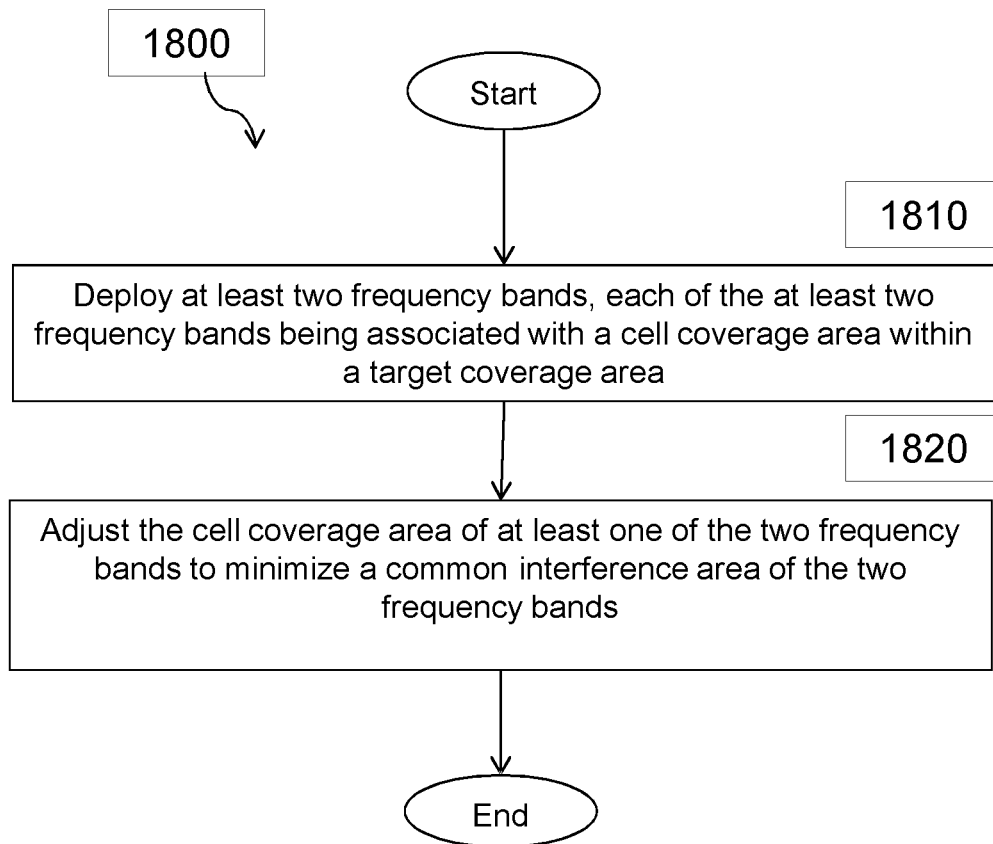 1800
Start
1810
Deploy at least two frequency bands, each of the at least two
frequency bands being associated with a cell coverage area within
a target coverage area
1820
Adjust the cell coverage area of at least one of the two frequency
bands to minimize a common interference area of the two
frequency bands
End